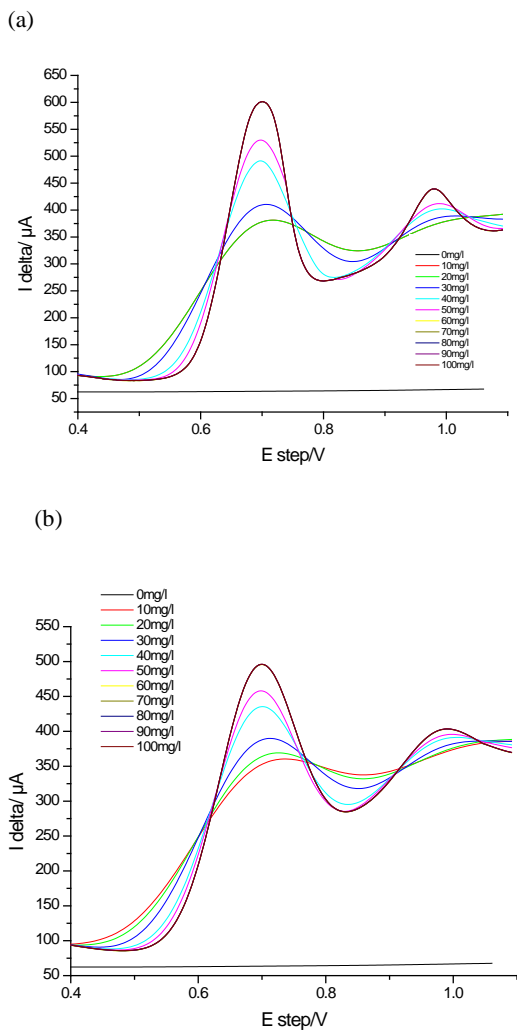 (a)
650
600
550
500
450
400
350
300
250
200
150
100
50
I delta/ µA
0mg/l
10mg/l
20mg/l
30mg/l
40mg/l
50mg/l
60mg/l
70mg/l
80mg/l
90mg/l
100mg/l
0.4 0.6 0.8 1.0
E step/V
(b)
550
500
450
400
350
300
250
200
150
100
50
I delta/ µA
0mg/l
10mg/l
20mg/l
30mg/l
40mg/l
50mg/l
60mg/l
70mg/l
80mg/l
90mg/l
100mg/l
0.4 0.6 0.8 1.0
E step/V